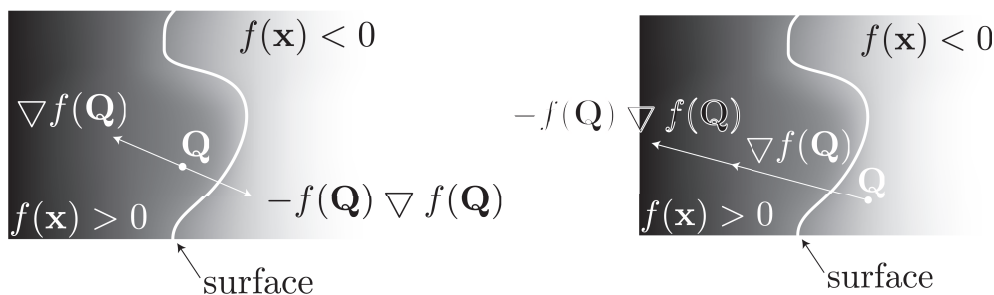 f(x) < 0
▽f(Q)
Q
−f(Q) ▽ f(Q)
f(x) > 0
surface
f(x) < 0
−f(Q) ▽ f(Q)
▽f(Q)
Q
f(x) > 0
surface